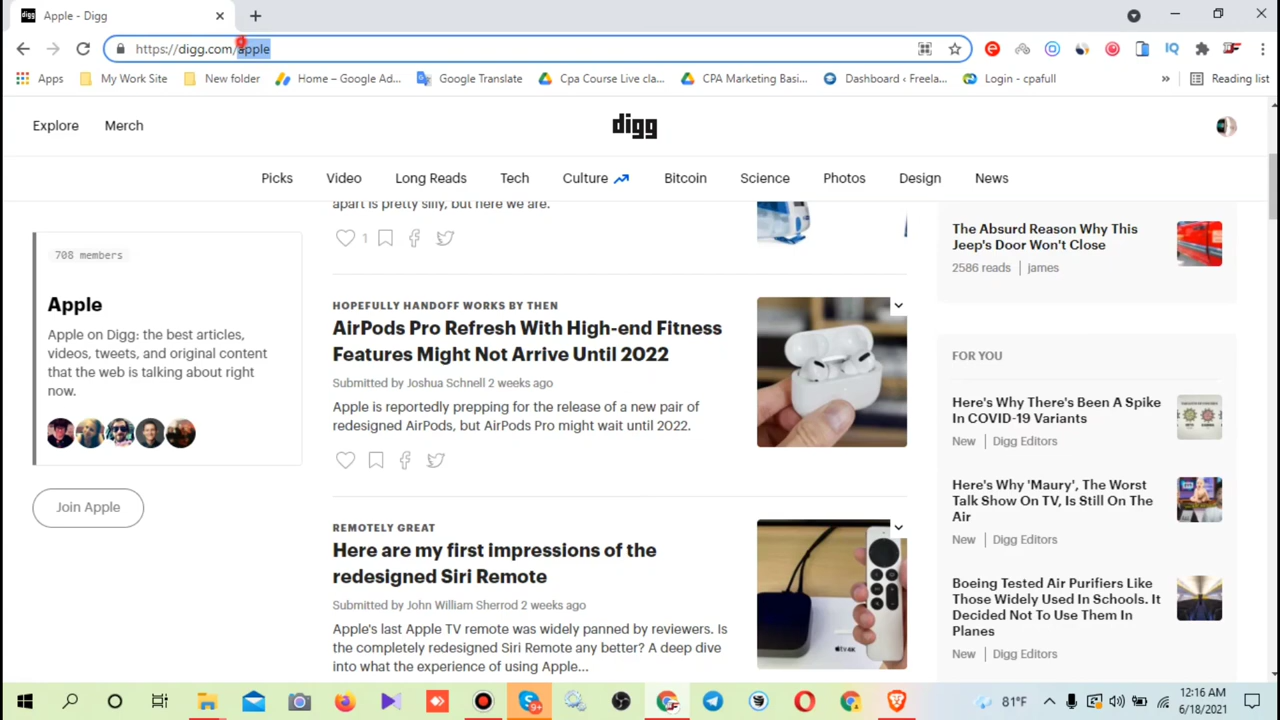 Apple - Digg
https://digg.com/apple
Apps
My Work Site
New folder
Home – Google Ad...
Google Translate
Cpa Course Live cla...
CPA Marketing Basi...
Dashboard ‹ Freela...
Login - cpafull
»
Reading list
Explore
Merch
digg
Picks
Video
Long Reads
Tech
Culture
Bitcoin
Science
Photos
Design
News
708 members
Apple
Apple on Digg: the best articles,
videos, tweets, and original content
that the web is talking about right
now.
Join Apple
apart is pretty silly, but here we are.
1
HOPEFULLY HANDOFF WORKS BY THEN
AirPods Pro Refresh With High-end Fitness
Features Might Not Arrive Until 2022
Submitted by Joshua Schnell 2 weeks ago
Apple is reportedly prepping for the release of a new pair of
redesigned AirPods, but AirPods Pro might wait until 2022.
REMOTELY GREAT
Here are my first impressions of the
redesigned Siri Remote
Submitted by John William Sherrod 2 weeks ago
Apple's last Apple TV remote was widely panned by reviewers. Is
the completely redesigned Siri Remote any better? A deep dive
into what the experience of using Apple...
The Absurd Reason Why This
Jeep's Door Won't Close
2586 reads | james
FOR YOU
Here's Why There's Been A Spike
In COVID-19 Variants
New | Digg Editors
Here's Why 'Maury', The Worst
Talk Show On TV, Is Still On The
Air
New | Digg Editors
Boeing Tested Air Purifiers Like
Those Widely Used In Schools. It
Decided Not To Use Them In
Planes
New | Digg Editors
9+
81°F
12:16 AM
6/18/2021